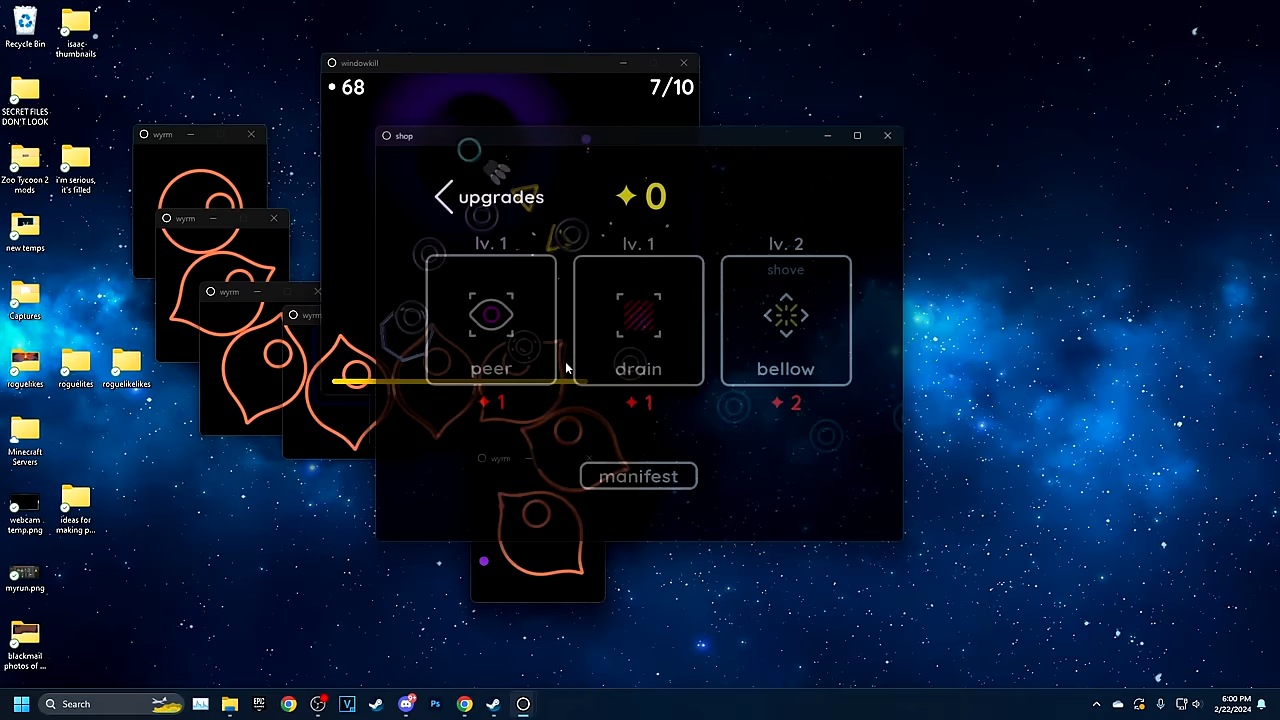 Recycle Bin
isaac-
thumbnails
SECRET FILES
DON'T LOOK
Zoo Tycoon 2
mods
i'm serious,
it's filled
new temps
Captures
roguelikes
roguelites
roguelikelikes
Minecraft
Servers
webcam
temp.png
ideas for
making p...
myrun.png
blackmail
photos of ...
windowkill
68
7/10
wyrm
wyrm
wyrm
wyrm
shop
upgrades
0
lv. 1
lv. 1
lv. 2
shove
peer
drain
bellow
1
1
2
wyrm
manifest
Search
EPIC
V
Ps
6:00 PM
2/22/2024